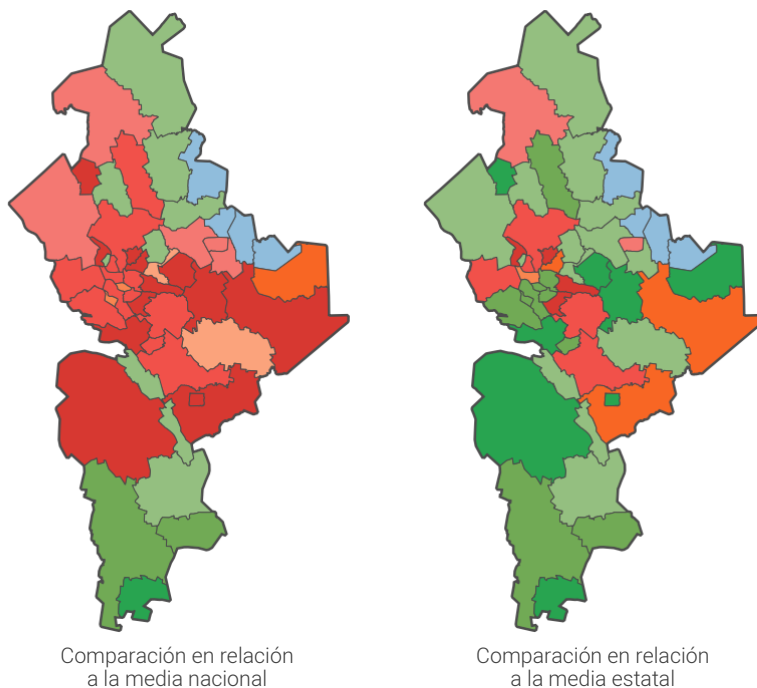 Comparación en relación
a la media nacional
Comparación en relación
a la media estatal